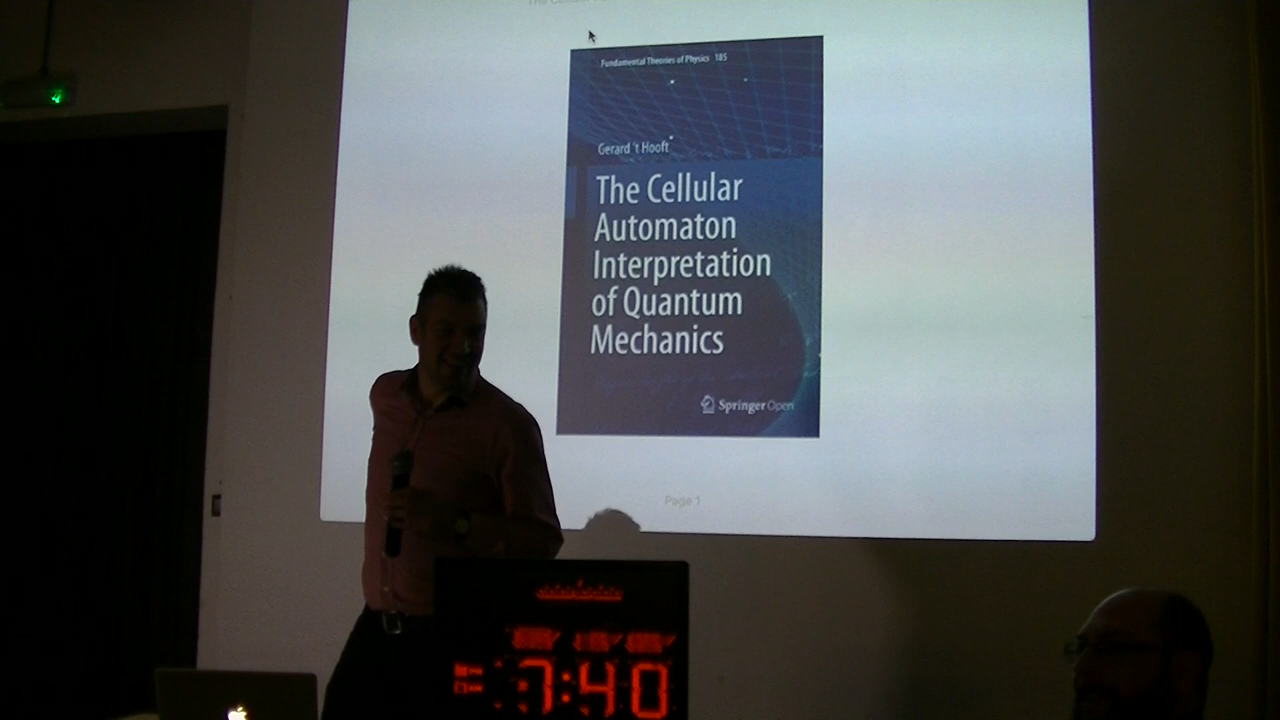 Fundamental Theories of Physics 185
Gerard 't Hooft
The Cellular
Automaton
Interpretation
of Quantum
Mechanics
Springer Open
Page 1
7:40